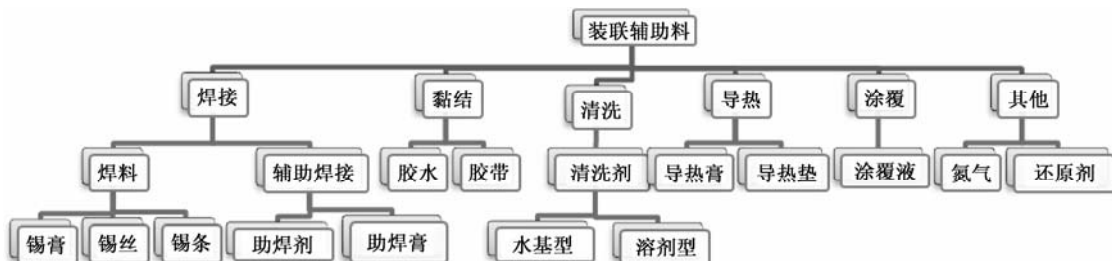 装联辅助料
焊接
黏结
清洗
导热
涂覆
其他
焊料
辅助焊接
胶水
胶带
清洗剂
导热膏
导热垫
涂覆液
氮气
还原剂
锡膏
锡丝
锡条
助焊剂
助焊膏
水基型
溶剂型